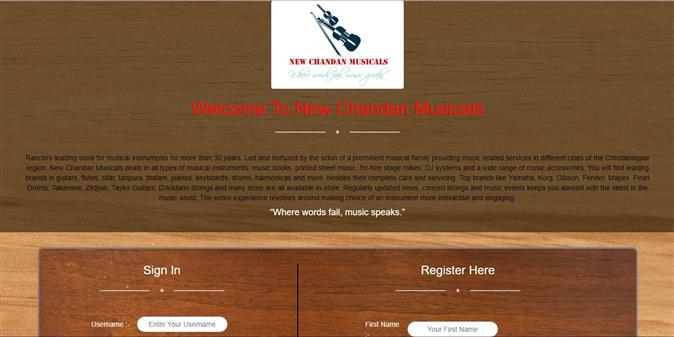 NEW CHANDAN MUSICALS
Where words fail, music speaks
Welcome To New Chandan Musicals
Ranchi's leading store for musical instruments for more than 30 years. Led and nurtured by the scion of a prominent musical family providing music related services in different cities of the Chhotanagpur
region, New Chandan Musicals deals in all types of musical instruments, music books, printed sheet music, for-hire stage mikes, DJ systems and a wide range of music accessories. You will find leading
brands in guitars, flutes, sitar, tanpura, thalam, pianos, keyboards, drums, harmonicas and more, besides their complete care and servicing. Top brands like Yamaha, Korg, Gibson, Fender, Mapex, Pearl
Drums, Takamine, Zildjian, Taylor Guitars, D'Addario Strings and many more are all available in-store. Regularly updated news, concert listings and music events keeps you abreast with the latest in the
music world. The entire experience revolves around making choice of an instrument more interactive and engaging.
"Where words fail, music speaks."
Sign In
Register Here
Username :-
Enter Your Username
First Name
Your First Name